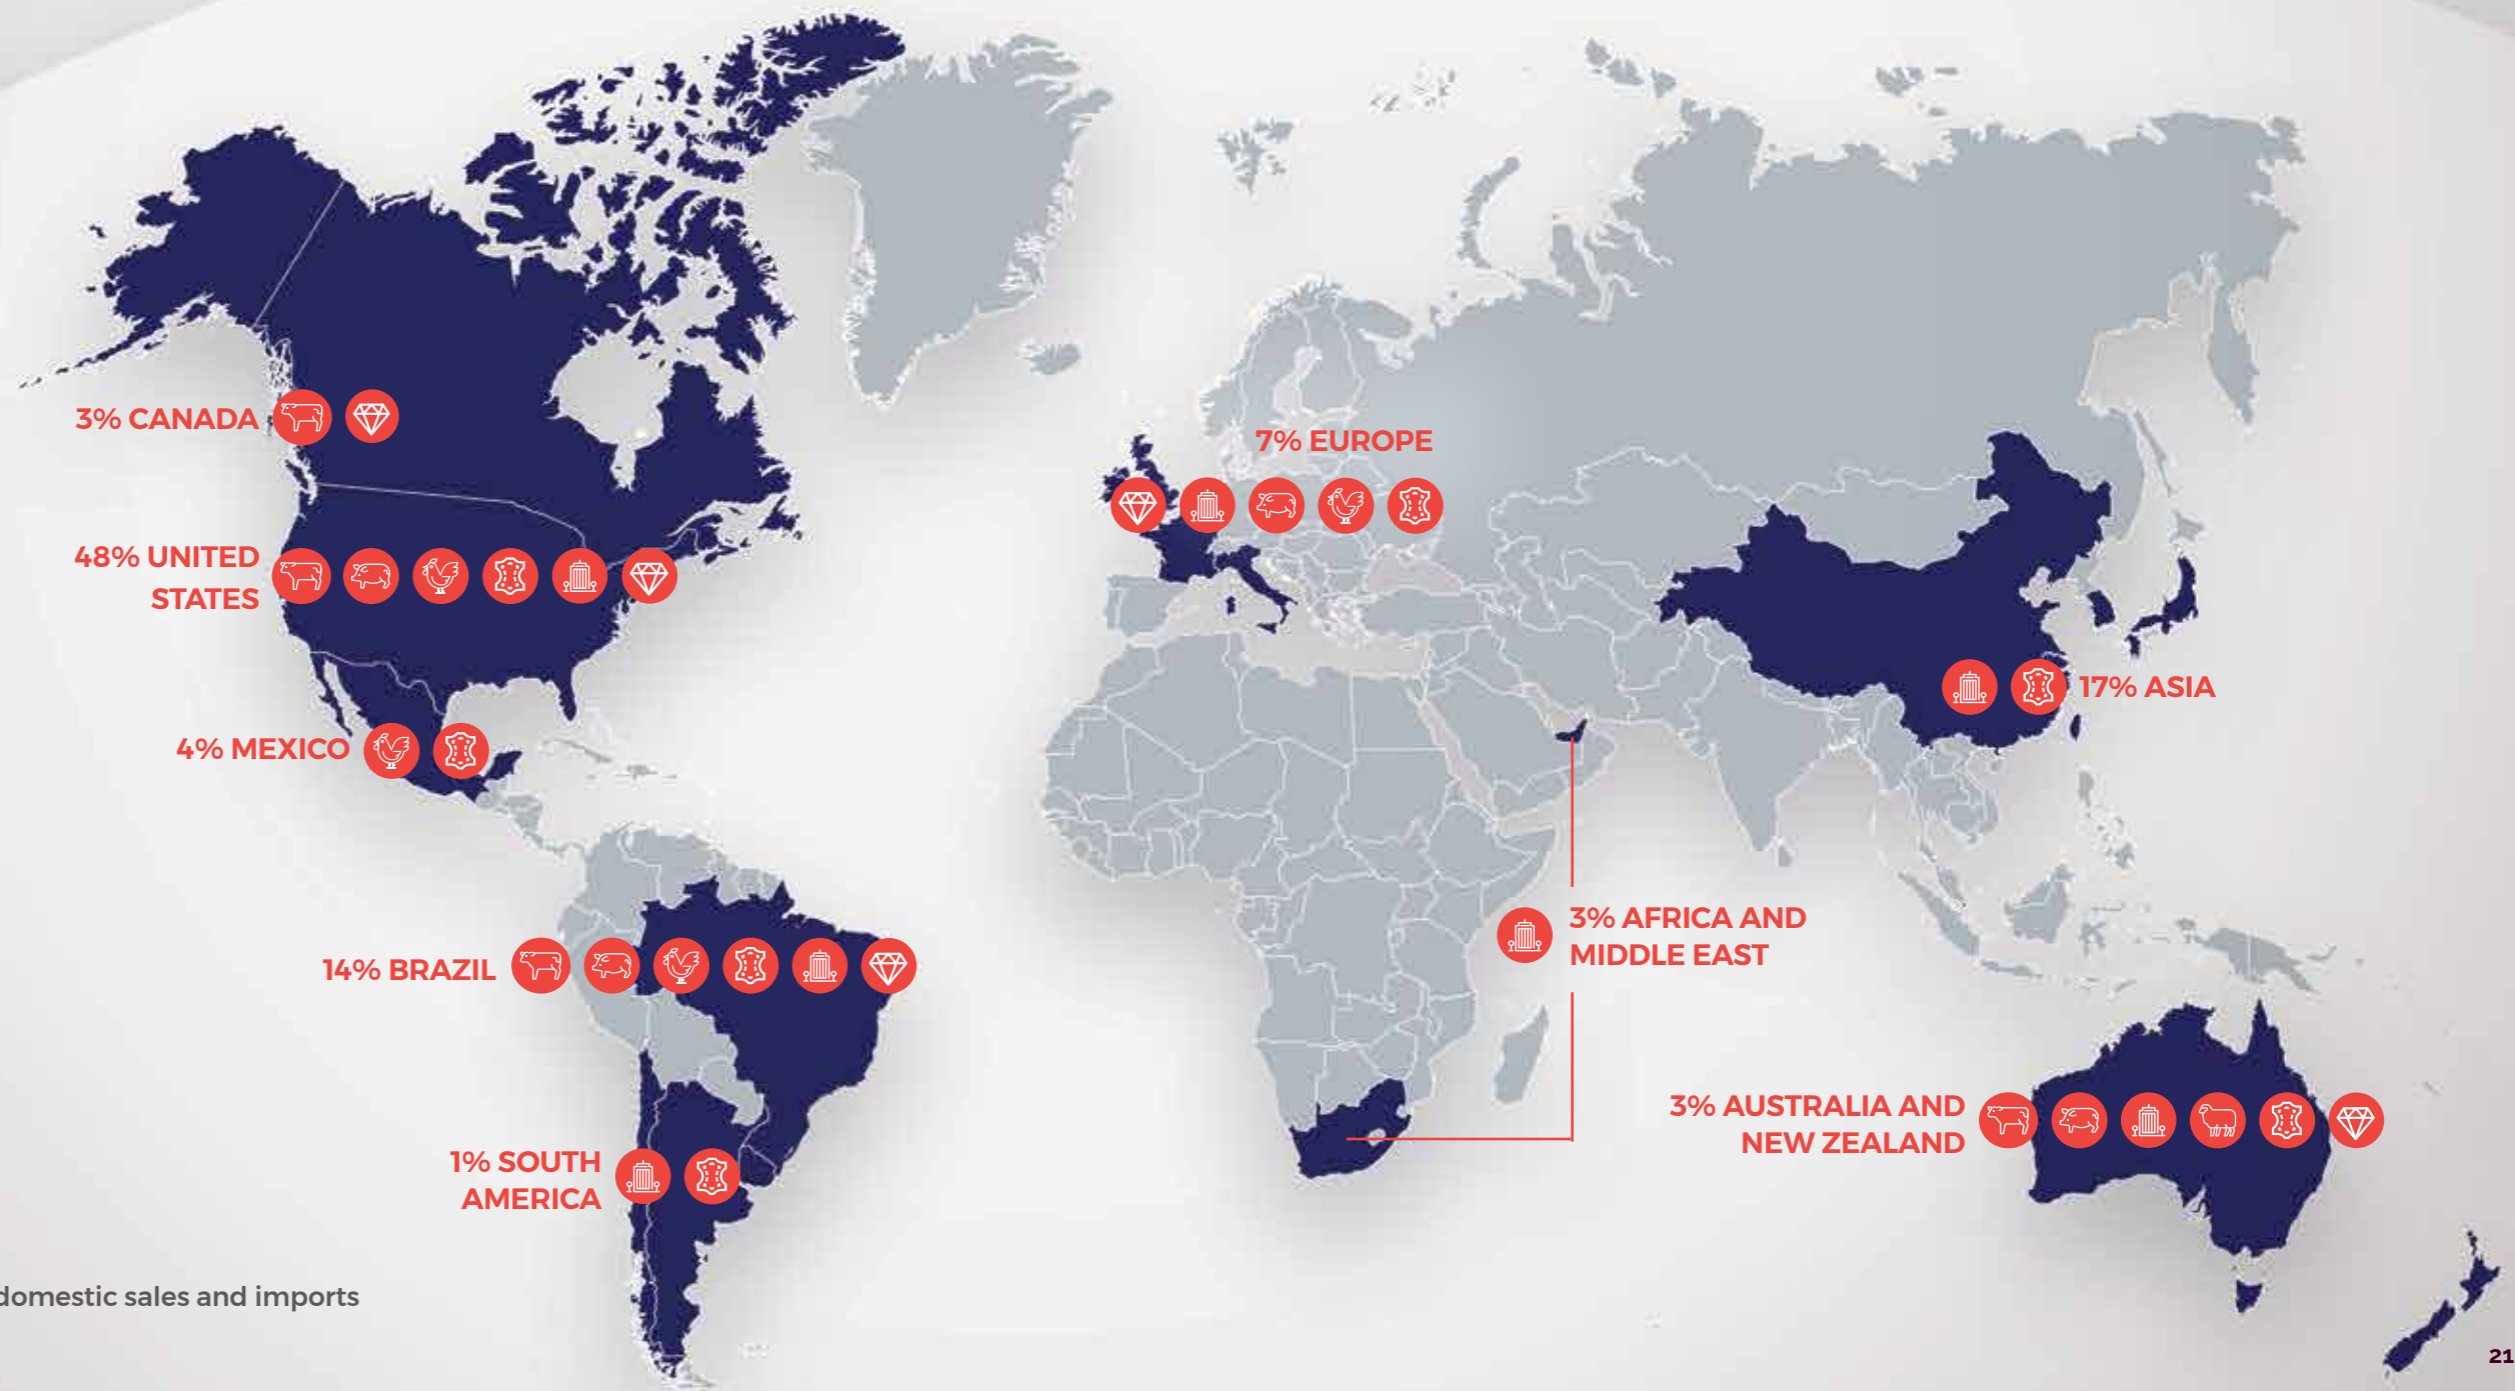 3% CANADA
7% EUROPE
48% UNITED
STATES
17% ASIA
4% MEXICO
3% AFRICA AND
MIDDLE EAST
14% BRAZIL
3% AUSTRALIA AND
NEW ZEALAND
1% SOUTH
AMERICA
domestic sales and imports
21